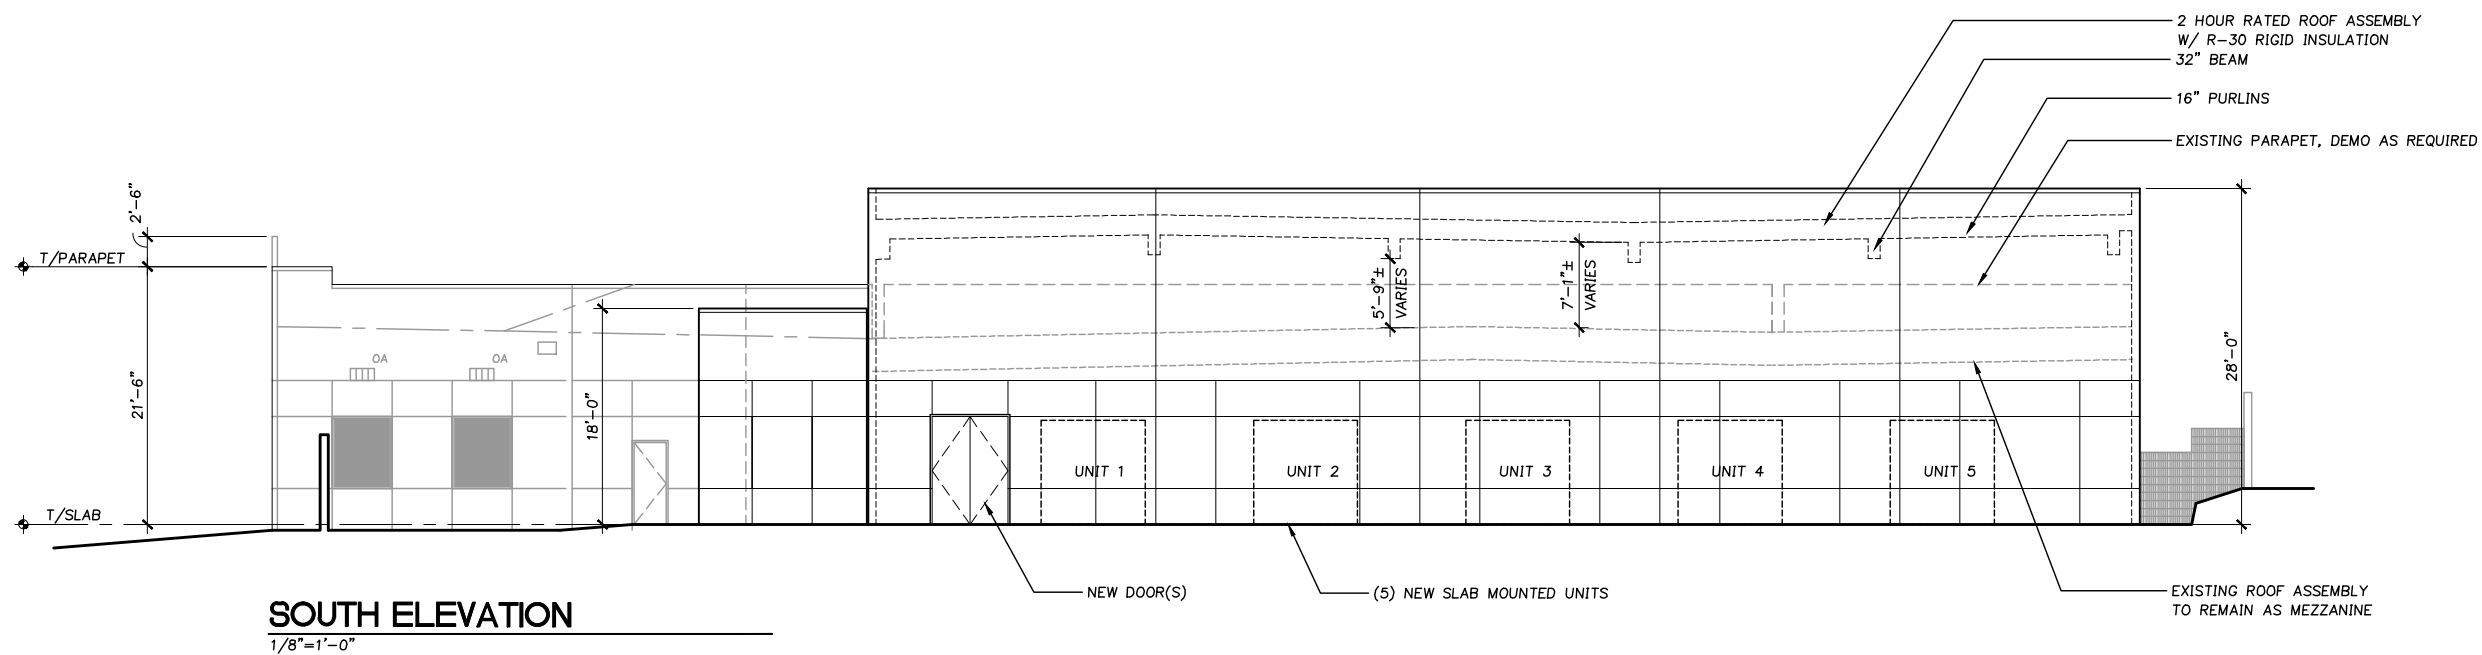 2 HOUR RATED ROOF ASSEMBLY
W/ R-30 RIGID INSULATION
32" BEAM
16" PURLINS
EXISTING PARAPET, DEMO AS REQUIRED
2'-6"
T/PARAPET
21'-6"
T/SLAB
OA
OA
18'-0"
5'-9"±
VARIES
7'-1"±
VARIES
28'-0"
UNIT 1
UNIT 2
UNIT 3
UNIT 4
UNIT 5
NEW DOOR(S)
(5) NEW SLAB MOUNTED UNITS
EXISTING ROOF ASSEMBLY
TO REMAIN AS MEZZANINE
SOUTH ELEVATION
1/8"=1'-0"